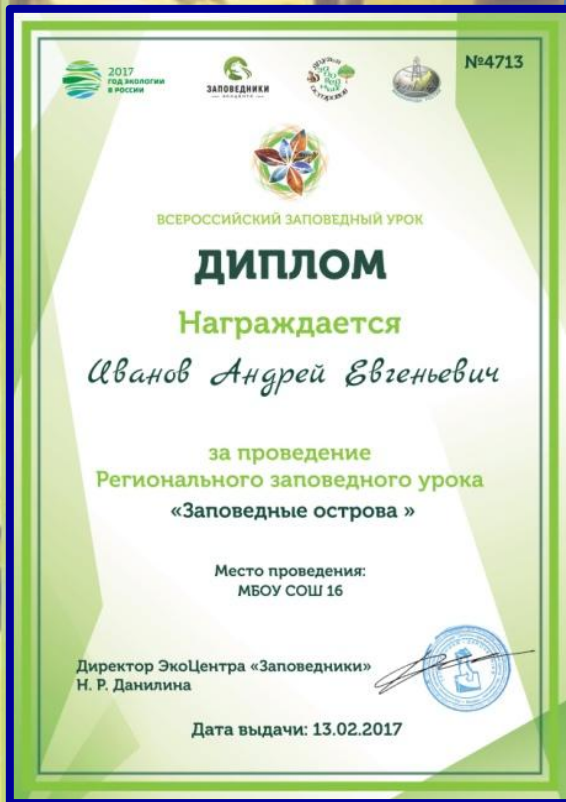 2017
ГОД ЭКОЛОГИИ
В РОССИИ
ЗАПОВЕДНИКИ
ЭКОЦЕНТР
№4713
ВСЕРОССИЙСКИЙ ЗАПОВЕДНЫЙ УРОК
ДИПЛОМ
Награждается
Иванов Андрей Евгеньевич
за проведение
Регионального заповедного урока
«Заповедные острова »
Место проведения:
МБОУ СОШ 16
Директор ЭкоЦентра «Заповедники»
Н. Р. Данилина
Дата выдачи: 13.02.2017